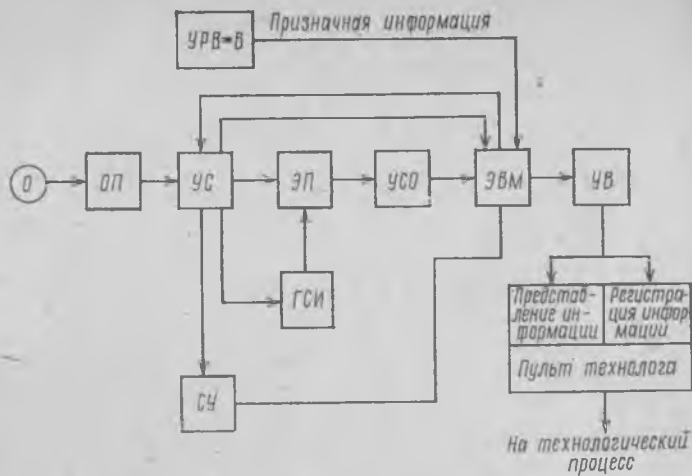 УРВ-В
Призначная информация
О
ОП
УС
ЭП
УСО
ЭВМ
УВ
ГСИ
СУ
Представ-
ление ин-
формации
Регистра-
ция инфор
мации
Пульт технолога
На технологический
процесс